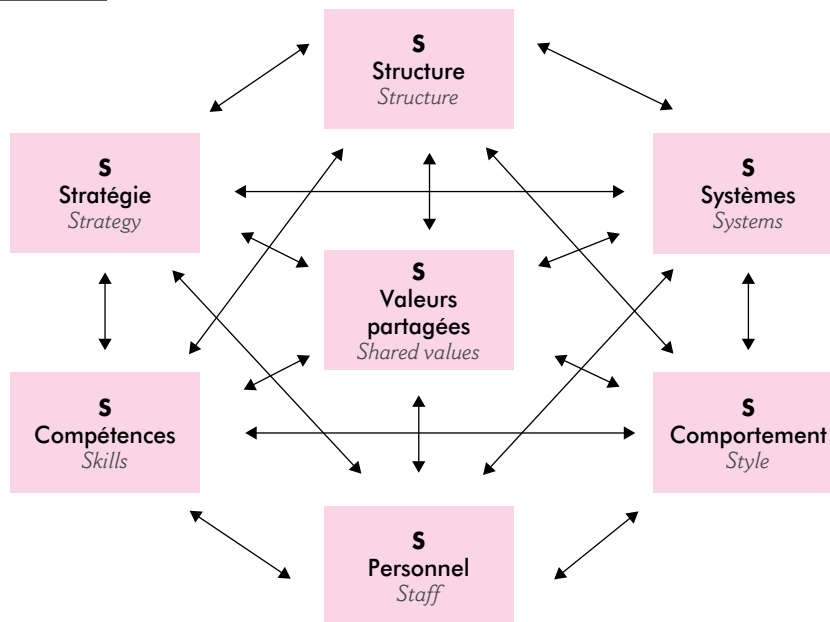 S
Structure
Structure
S
Stratégie
Strategy
S
Systèmes
Systems
S
Valeurs
partagées
Shared values
S
Compétences
Skills
S
Comportement
Style
S
Personnel
Staff